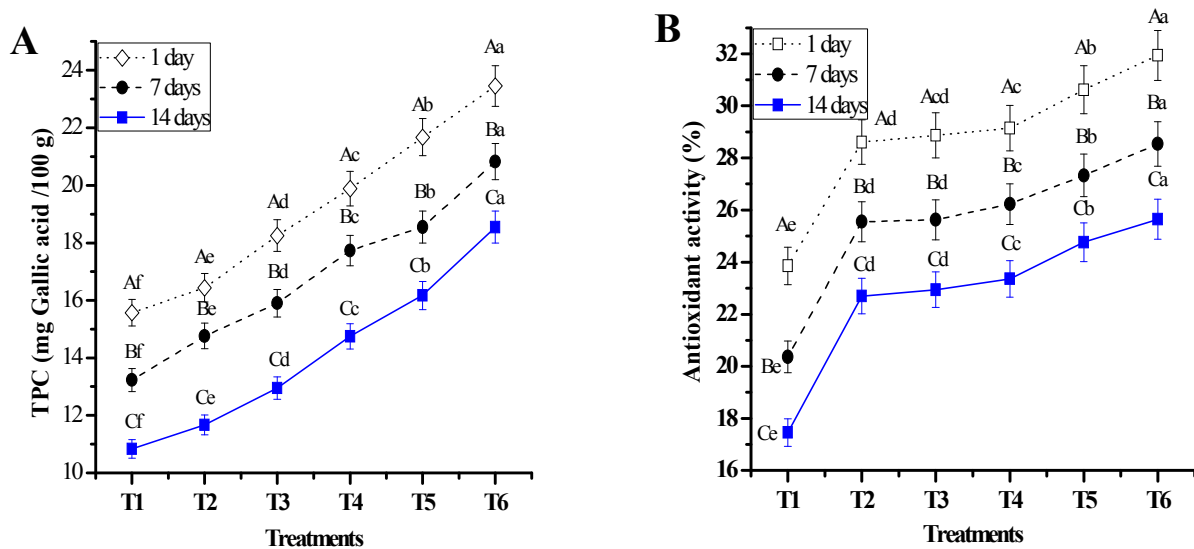 A
1 day
7 days
14 days
TPC (mg Gallic acid /100 g)
24
22
20
18
16
14
12
10
Af
Ae
Ad
Ac
Ab
Aa
Bf
Be
Bd
Bc
Bb
Ba
Cf
Ce
Cd
Cc
Cb
Ca
T1 T2 T3 T4 T5 T6
Treatments
B
1 day
7 days
14 days
Antioxidant activity (%)
32
30
28
26
24
22
20
18
16
Ae
Ad
Acd
Ac
Ab
Aa
Be
Bd
Bd
Bc
Bb
Ba
Ce
Cd
Cd
Cc
Cb
Ca
T1 T2 T3 T4 T5 T6
Treatments